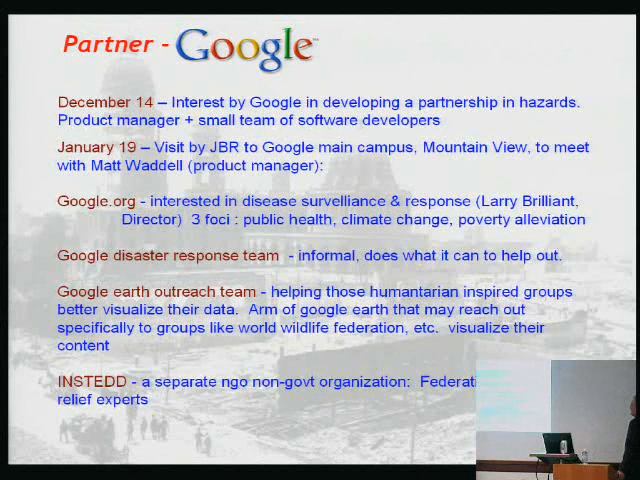 Partner - Google™
December 14 – Interest by Google in developing a partnership in hazards.
Product manager + small team of software developers
January 19 – Visit by JBR to Google main campus, Mountain View, to meet
with Matt Waddell (product manager):
Google.org - interested in disease survelliance & response (Larry Brilliant,
Director) 3 foci : public health, climate change, poverty alleviation
Google disaster response team - informal, does what it can to help out.
Google earth outreach team - helping those humanitarian inspired groups
better visualize their data. Arm of google earth that may reach out
specifically to groups like world wildlife federation, etc. visualize their
content
INSTEDD - a separate ngo non-govt organization:
relief experts